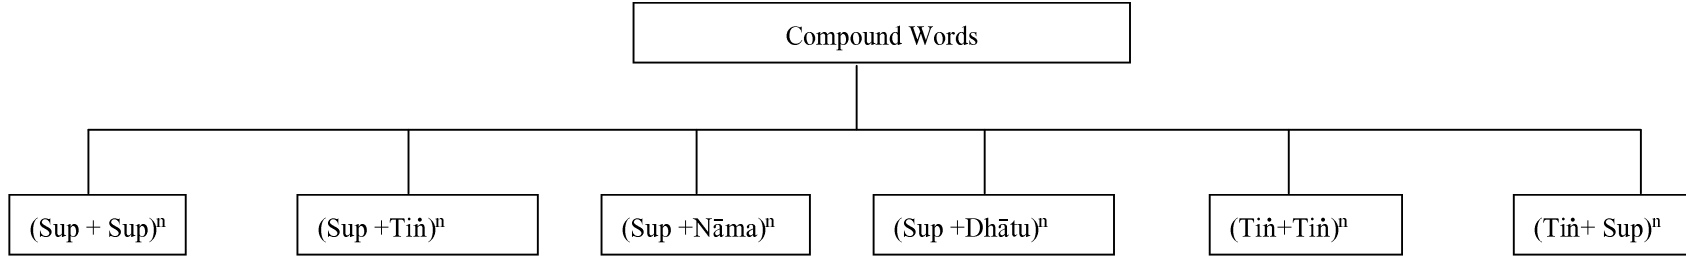 Compound Words
(Sup + Sup)ⁿ
(Sup +Tiṅ)ⁿ
(Sup +Nāma)ⁿ
(Sup +Dhātu)ⁿ
(Tiṅ+Tiṅ)ⁿ
(Tiṅ+ Sup)ⁿ